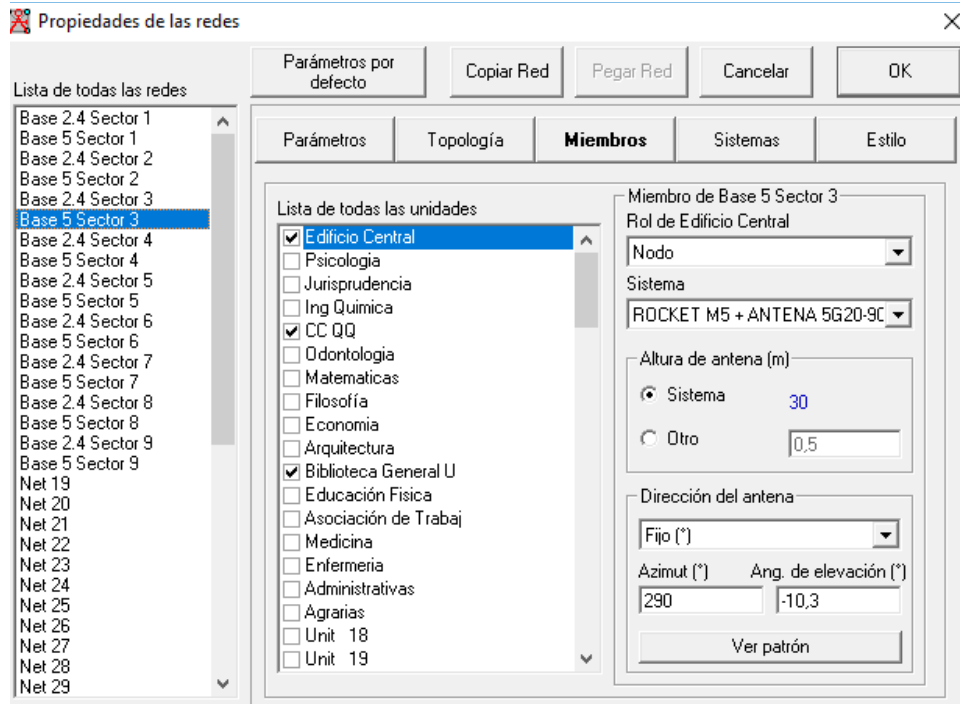 Propiedades de las redes
Parámetros por defecto
Copiar Red
Pegar Red
Cancelar
OK
Lista de todas las redes
Base 2.4 Sector 1
Base 5 Sector 1
Base 2.4 Sector 2
Base 5 Sector 2
Base 2.4 Sector 3
Base 5 Sector 3
Base 2.4 Sector 4
Base 5 Sector 4
Base 2.4 Sector 5
Base 5 Sector 5
Base 2.4 Sector 6
Base 5 Sector 6
Base 2.4 Sector 7
Base 5 Sector 7
Base 2.4 Sector 8
Base 5 Sector 8
Base 2.4 Sector 9
Base 5 Sector 9
Net 19
Net 20
Net 21
Net 22
Net 23
Net 24
Net 25
Net 26
Net 27
Net 28
Net 29
Parámetros
Topología
Miembros
Sistemas
Estilo
Lista de todas las unidades
Edificio Central
Psicologia
Jurisprudencia
Ing Quimica
CC QQ
Odontologia
Matematicas
Filosofía
Economia
Arquitectura
Biblioteca General U
Educación Fisica
Asociación de Trabaj
Medicina
Enfermeria
Administrativas
Agrarias
Unit 18
Unit 19
Miembro de Base 5 Sector 3
Rol de Edificio Central
Nodo
Sistema
ROCKET M5 + ANTENA 5G20-90
Altura de antena (m)
Sistema 30
Otro 0,5
Dirección del antena
Fijo (°)
Azimut (°) Ang. de elevación (°)
290 -10,3
Ver patrón